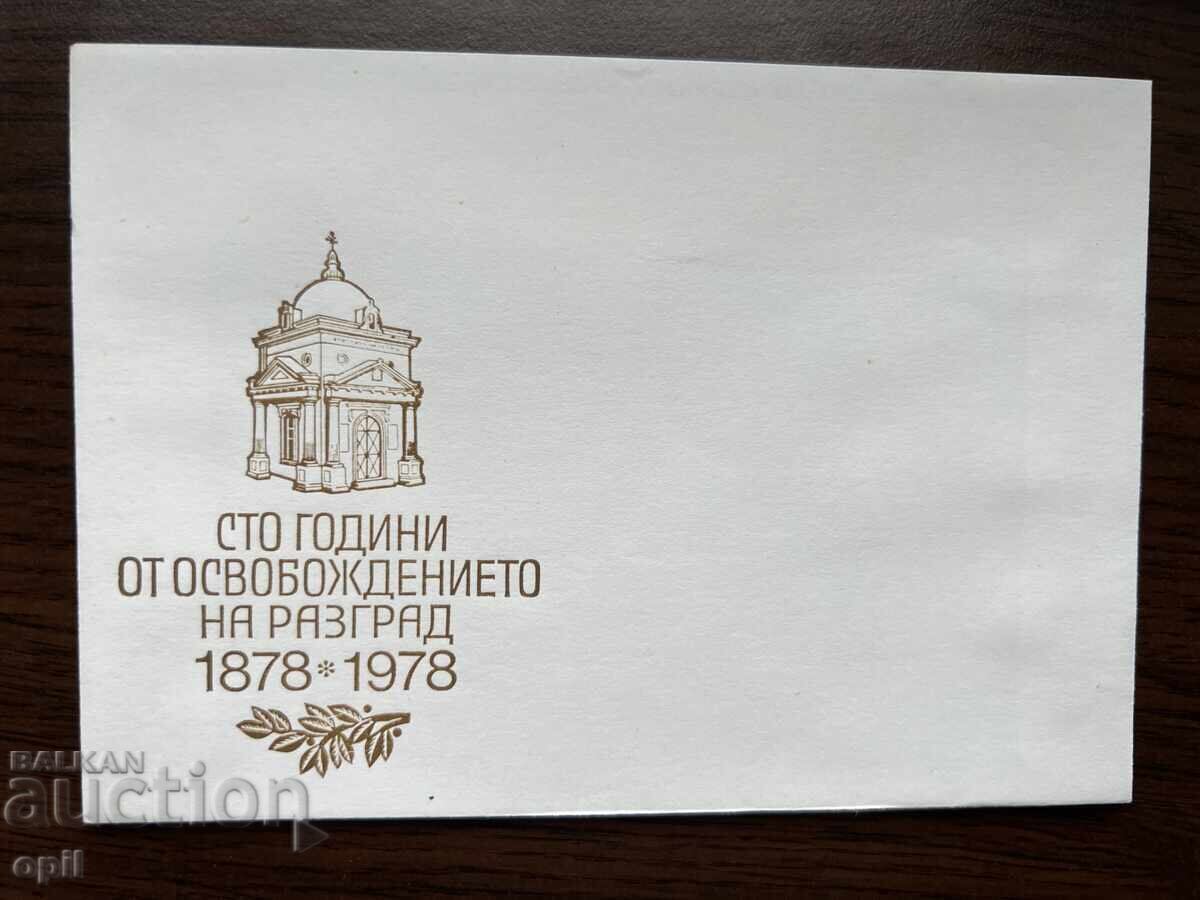 СТО ГОДИНИ
ОТ ОСВОБОЖДЕНИЕТО
НА РАЗГРАД
1878*1978
BALKAN
auction
opil